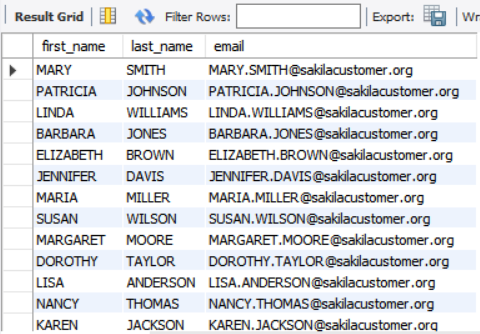 Result Grid Filter Rows: Export:
first_name last_name email
MARY SMITH MARY.SMITH@sakilacustomer.org
PATRICIA JOHNSON PATRICIA.JOHNSON@sakilacustomer.org
LINDA WILLIAMS LINDA.WILLIAMS@sakilacustomer.org
BARBARA JONES BARBARA.JONES@sakilacustomer.org
ELIZABETH BROWN ELIZABETH.BROWN@sakilacustomer.org
JENNIFER DAVIS JENNIFER.DAVIS@sakilacustomer.org
MARIA MILLER MARIA.MILLER@sakilacustomer.org
SUSAN WILSON SUSAN.WILSON@sakilacustomer.org
MARGARET MOORE MARGARET.MOORE@sakilacustomer.org
DOROTHY TAYLOR DOROTHY.TAYLOR@sakilacustomer.org
LISA ANDERSON LISA.ANDERSON@sakilacustomer.org
NANCY THOMAS NANCY.THOMAS@sakilacustomer.org
KAREN JACKSON KAREN.JACKSON@sakilacustomer.org